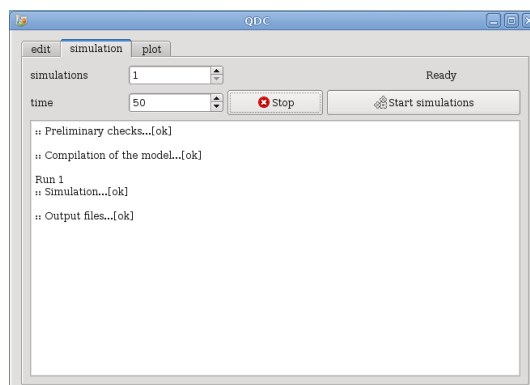 QDC
edit simulation plot
simulations 1 Ready
time 50 Stop Start simulations
:: Preliminary checks...[ok]
:: Compilation of the model...[ok]
Run 1
:: Simulation...[ok]
:: Output files...[ok]